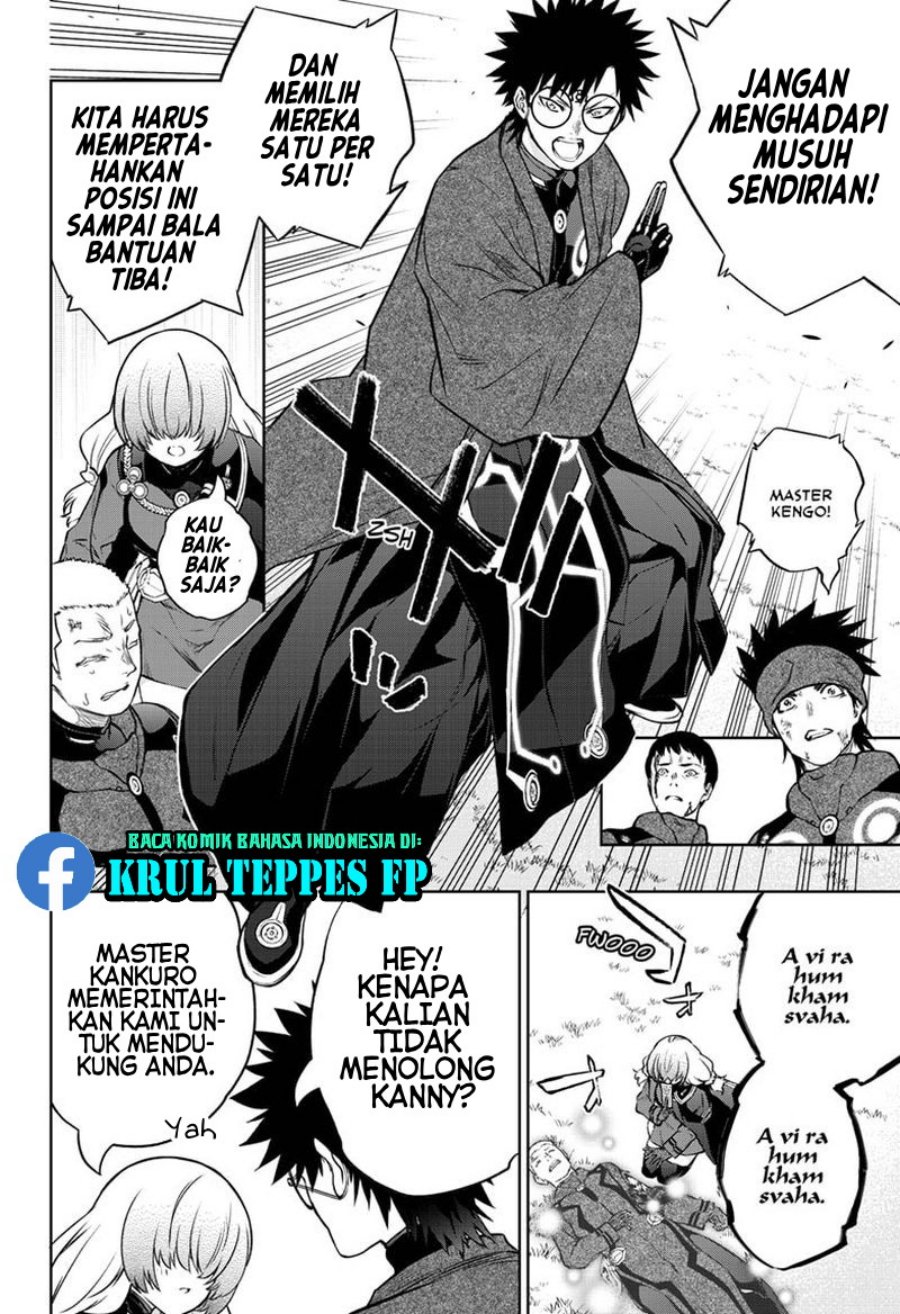 JANGAN
MENGHADAPI
MUSUH
SENDIRIAN!
DAN
MEMILIH
MEREKA
SATU PER
SATU!
KITA HARUS
MEMPERTA-
HANKAN
POSISI INI
SAMPAI BALA
BANTUAN
TIBA!
MASTER
KENGO!
ZSH
KAU
BAIK-
BAIK
SAJA?
BACA KOMIK BAHASA INDONESIA DI:
KRUL TEPPES FP
A vi ra
hum
kham
svaha.
FWOOO
A vi ra
hum
kham
svaha.
HEY!
KENAPA
KALIAN
TIDAK
MENOLONG
KANNY?
MASTER
KANKURO
MEMERINTAH-
KAN KAMI UN-
TUK MENDU-
KUNG ANDA.
Yah